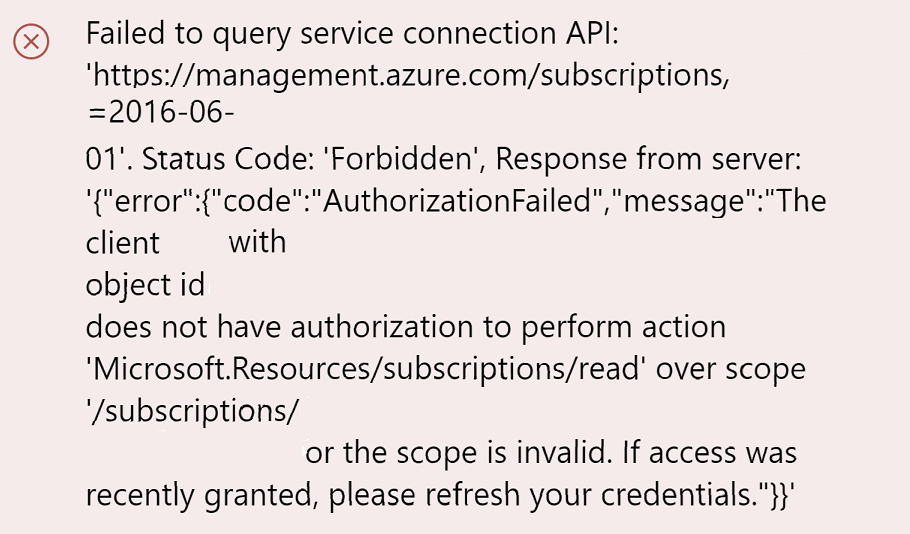 Failed to query service connection API:
'https://management.azure.com/subscriptions,
=2016-06-
01'. Status Code: 'Forbidden', Response from server:
'{"error":{"code":"AuthorizationFailed","message":"The
client with
object id
does not have authorization to perform action
'Microsoft.Resources/subscriptions/read' over scope
'/subscriptions/
or the scope is invalid. If access was
recently granted, please refresh your credentials."}}'